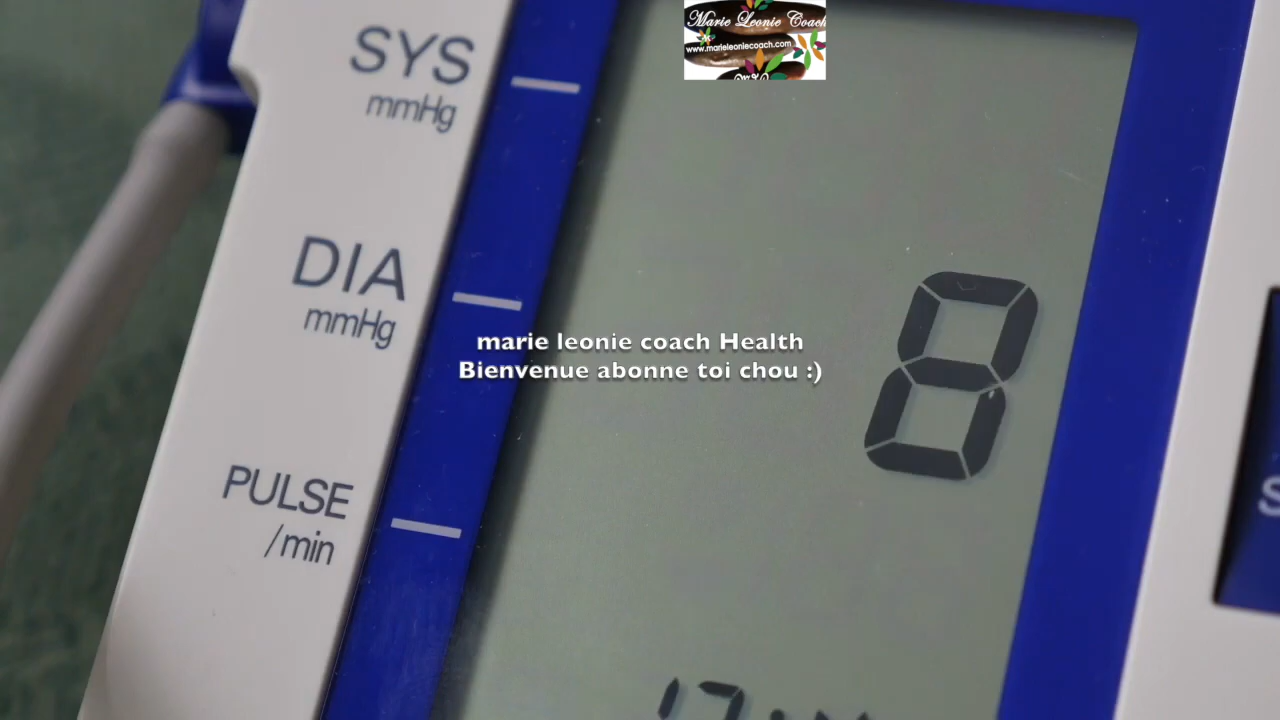 Marie Leonie Coach
www.marieleoniecoach.com
SYS
mmHg
DIA
mmHg
8
marie leonie coach Health
Bienvenue abonne toi chou :)
PULSE
/min
S
17: